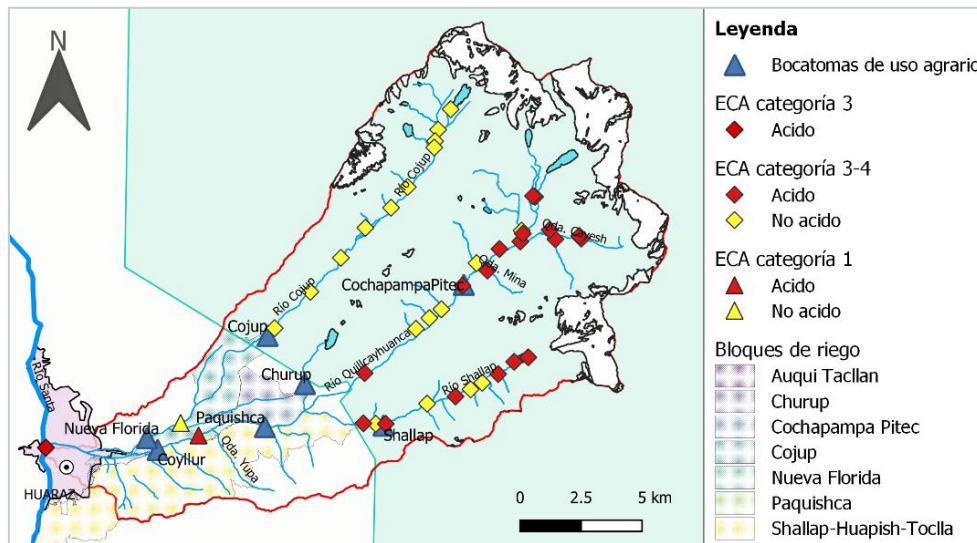 N
Río Cojup
Qda. Cayesh
Qda. Mina
CochapampaPitec
Río Cojup
Cojup
Río Quillcayhuanca
Churup
Río Shallap
Río Santa
Nueva Florida
Paquishca
Shallap
Coyllur
Qda. Yupa
HUARAZ
0 5 km
Leyenda
Bocatomas de uso agrario
ECA categoría 3
Acido
ECA categoría 3-4
Acido
No acido
ECA categoría 1
Acido
No acido
Bloques de riego
Auqui Tacllan
Churup
Cochapampa Pitec
Cojup
Nueva Florida
Paquishca
Shallap-Huapish-Toclla